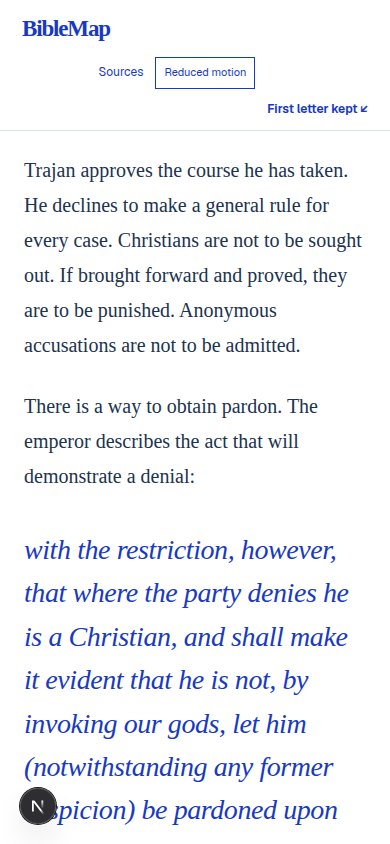 BibleMap
Sources
Reduced motion
First letter kept ↙
Trajan approves the course he has taken.
He declines to make a general rule for
every case. Christians are not to be sought
out. If brought forward and proved, they
are to be punished. Anonymous
accusations are not to be admitted.
There is a way to obtain pardon. The
emperor describes the act that will
demonstrate a denial:
with the restriction, however,
that where the party denies he
is a Christian, and shall make
it evident that he is not, by
invoking our gods, let him
(notwithstanding any former
spicion) be pardoned upon
N